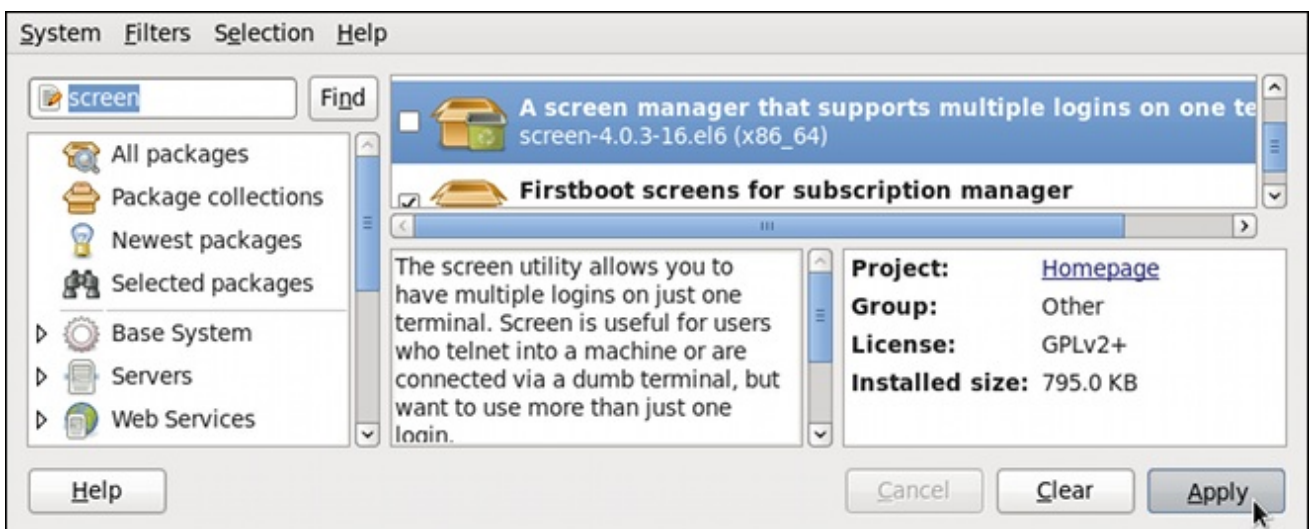 System Filters Selection Help
screen
Find
All packages
Package collections
Newest packages
Selected packages
Base System
Servers
Web Services
A screen manager that supports multiple logins on one te
screen-4.0.3-16.el6 (x86_64)
Firstboot screens for subscription manager
The screen utility allows you to
have multiple logins on just one
terminal. Screen is useful for users
who telnet into a machine or are
connected via a dumb terminal, but
want to use more than just one
login.
Project: Homepage
Group: Other
License: GPLv2+
Installed size: 795.0 KB
Help
Cancel
Clear
Apply